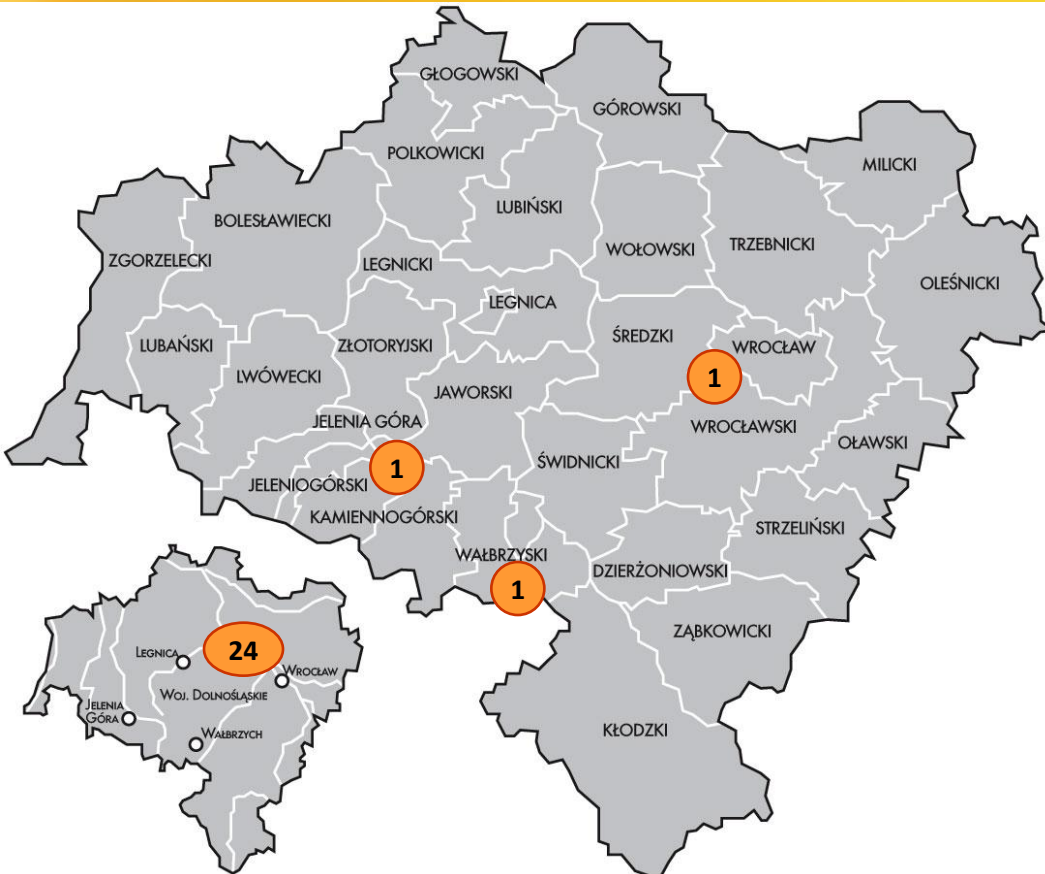 GŁOGOWSKI
GÓROWSKI
POLKOWICKI
MILICKI
LUBIŃSKI
BOLESŁAWIECKI
WOŁOWSKI
TRZEBNICKI
ZGORZELECKI
LEGNICKI
OLEŚNICKI
LEGNICA
LUBAŃSKI
ZŁOTORYJSKI
ŚREDZKI
WROCŁAW
LWÓWECKI
1
JAWORSKI
JELENIA GÓRA
WROCŁAWSKI
OŁAWSKI
1
ŚWIDNICKI
JELENIOGÓRSKI
KAMIENNOGÓRSKI
STRZELIŃSKI
WAŁBRZYSKI
DZIERŻONIOWSKI
1
ZĄBKOWICKI
KŁODZKI
24
LEGNICA
WROCŁAW
WOJ. DOLNOŚLĄSKIE
JELENIA
GÓRA
WAŁBRZYCH